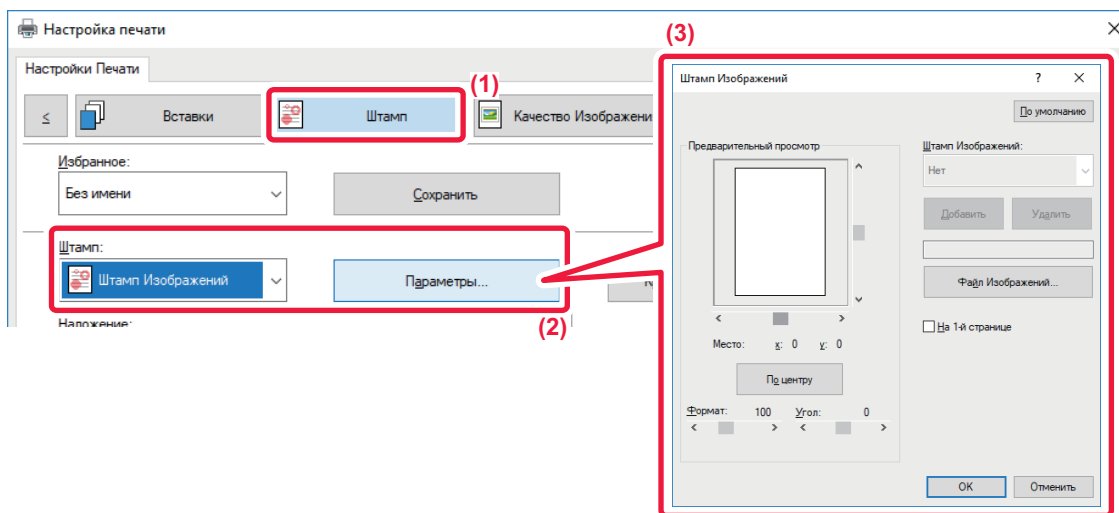 Настройка печати
Настройки Печати
(1)
<
Вставки
Штамп
Качество Изображени
Избранное:
Без имени
Сохранить
Штамп:
Штамп Изображений
Параметры...
(2)
Наложение:
(3)
Штамп Изображений
?
По умолчанию
Предварительный просмотр
Штамп Изображений:
Нет
Добавить
Удалить
Файл Изображений...
На 1-й странице
Место: x: 0 y: 0
По центру
Формат: 100 Угол: 0
OK
Отменить